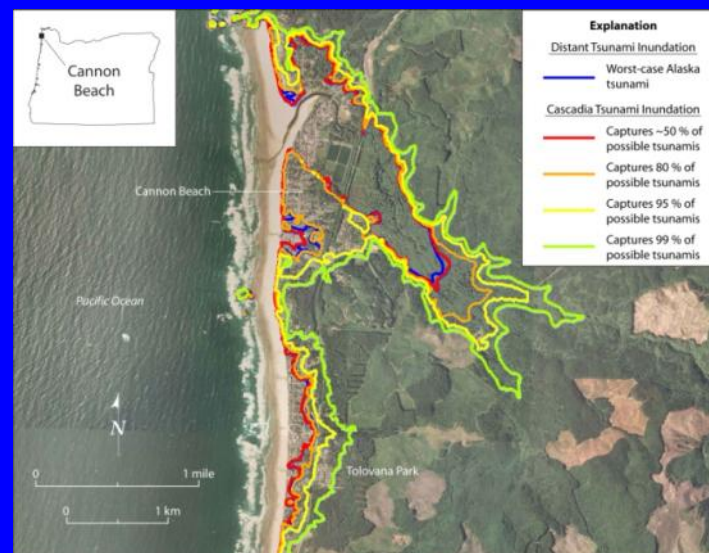 Cannon
Beach
Explanation
Distant Tsunami Inundation
Worst-case Alaska
tsunami
Cascadia Tsunami Inundation
Captures ~50 % of
possible tsunamis
Captures 80 % of
possible tsunamis
Captures 95 % of
possible tsunamis
Captures 99 % of
possible tsunamis
Cannon Beach
Pacific Ocean
N
0 1 mile
0 1 km
Tolovana Park